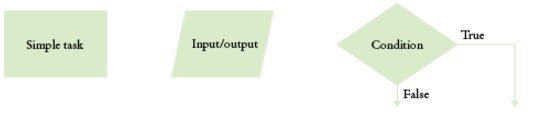 Simple task
Input/output
Condition
True
False